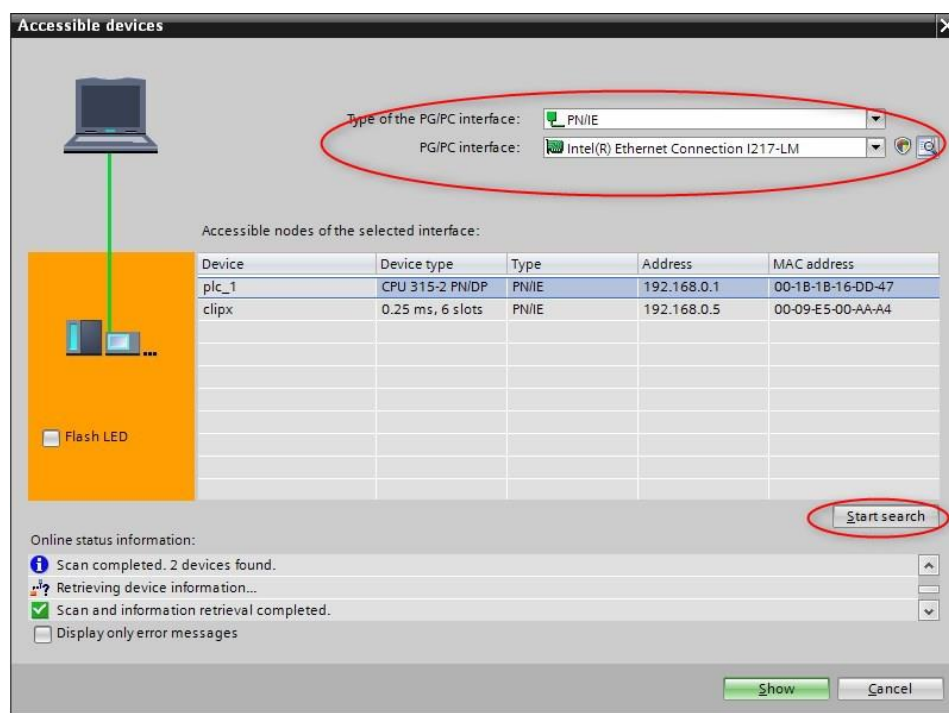 Accessible devices
Type of the PG/PC interface: PN/IE
PG/PC interface: Intel(R) Ethernet Connection I217-LM
Accessible nodes of the selected interface:
Device Device type Type Address MAC address
plc_1 CPU 315-2 PN/DP PN/IE 192.168.0.1 00-1B-1B-16-DD-47
clipx 0.25 ms, 6 slots PN/IE 192.168.0.5 00-09-E5-00-AA-A4
Flash LED
Start search
Online status information:
Scan completed. 2 devices found.
Retrieving device information...
Scan and information retrieval completed.
Display only error messages
Show Cancel